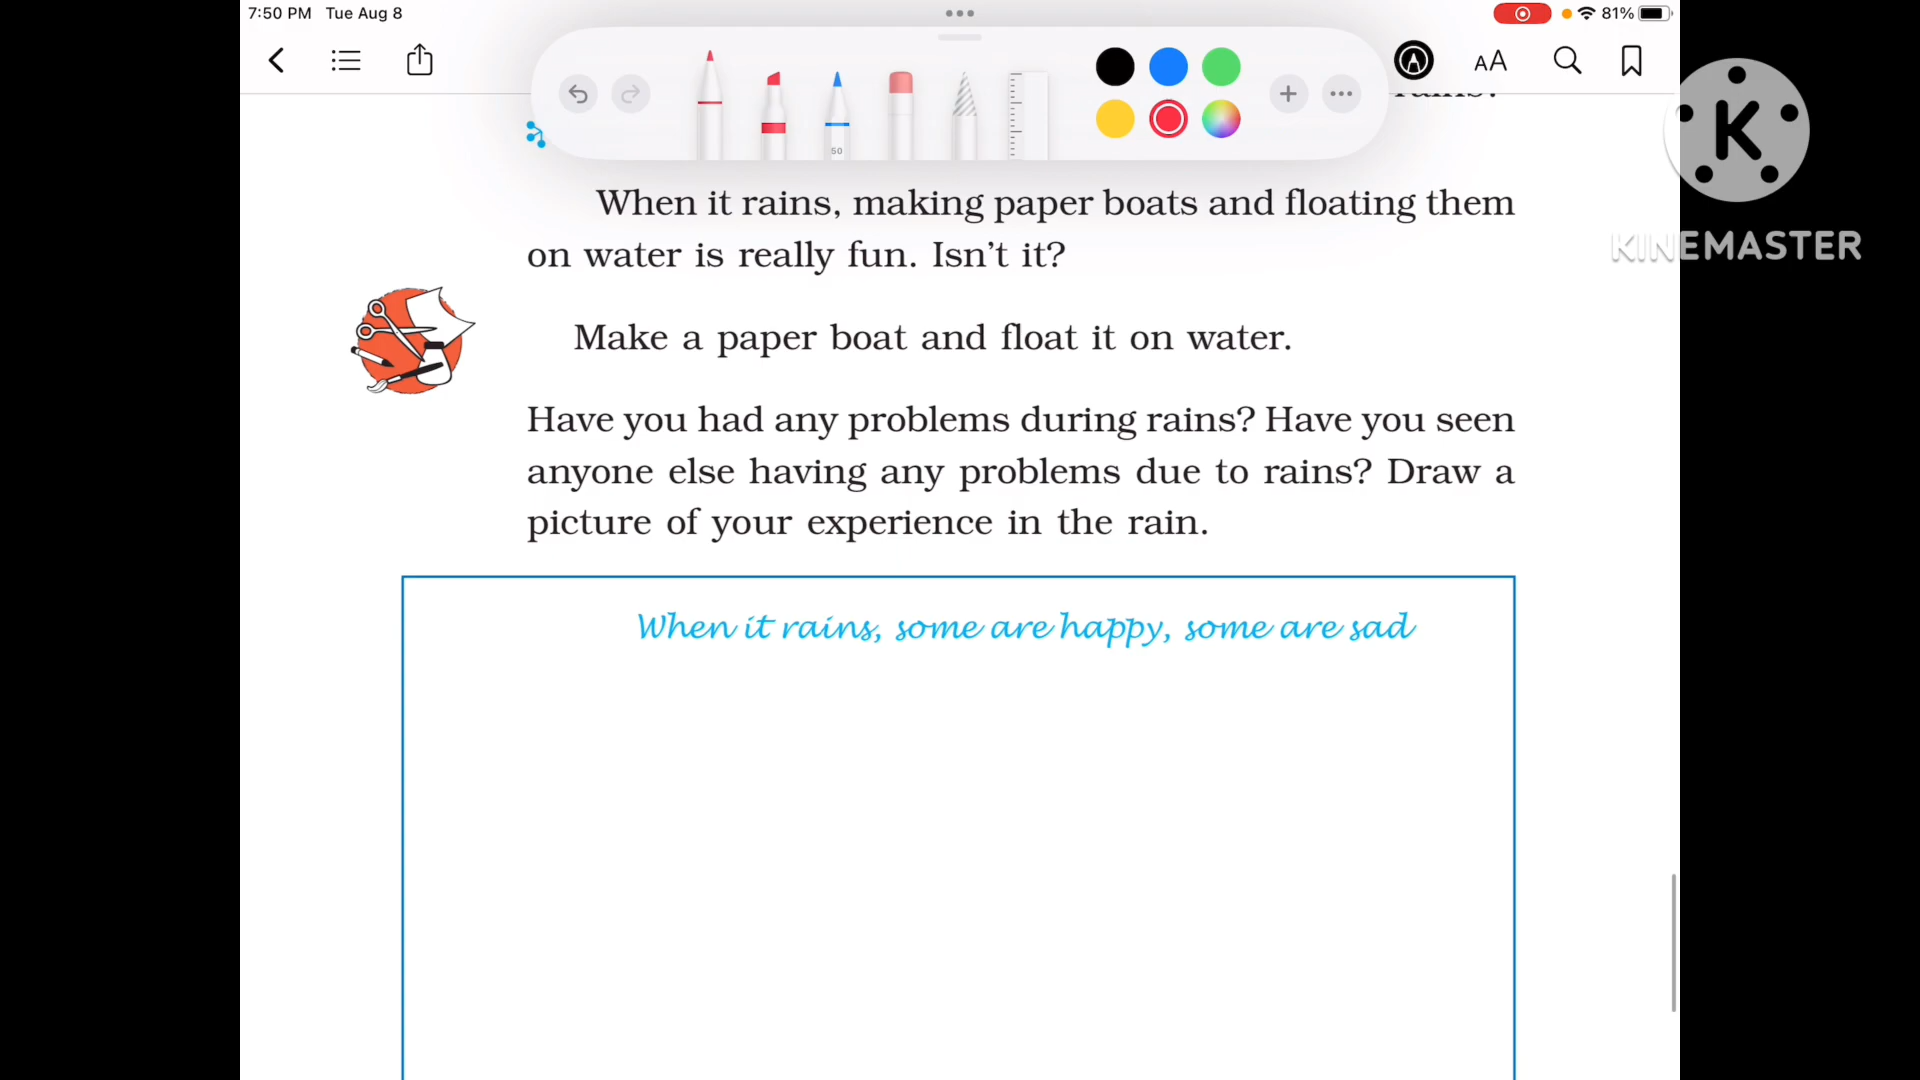 7:50 PM Tue Aug 8
81%
50
When it rains, making paper boats and floating them
on water is really fun. Isn't it?
Make a paper boat and float it on water.
Have you had any problems during rains? Have you seen
anyone else having any problems due to rains? Draw a
picture of your experience in the rain.
When it rains, some are happy, some are sad
AA
K
KINEMASTER